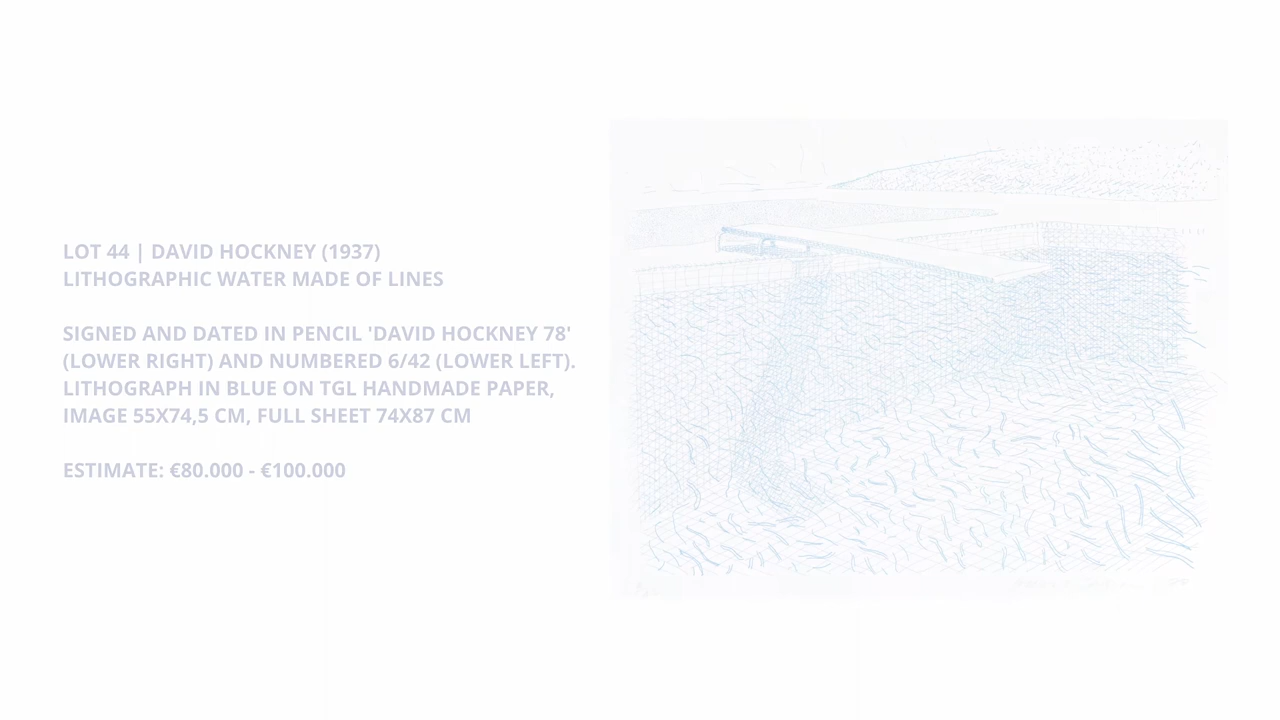 LOT 44 | DAVID HOCKNEY (1937)
LITHOGRAPHIC WATER MADE OF LINES
SIGNED AND DATED IN PENCIL 'DAVID HOCKNEY 78'
(LOWER RIGHT) AND NUMBERED 6/42 (LOWER LEFT).
LITHOGRAPH IN BLUE ON TGL HANDMADE PAPER,
IMAGE 55X74,5 CM, FULL SHEET 74X87 CM
ESTIMATE: €80.000 - €100.000